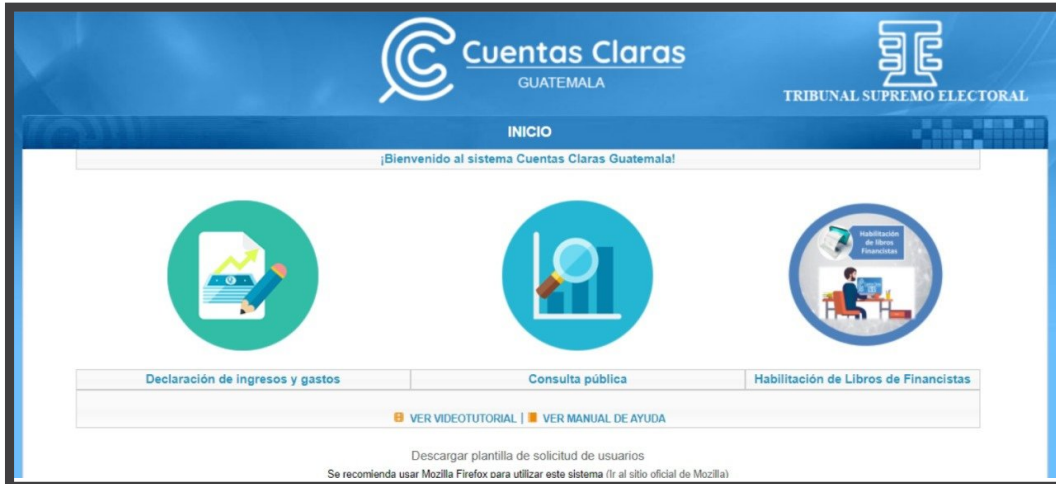 Cuentas Claras
GUATEMALA
TRIBUNAL SUPREMO ELECTORAL
INICIO
¡Bienvenido al sistema Cuentas Claras Guatemala!
Habilitación
de libros
Financistas
Declaración de ingresos y gastos
Consulta pública
Habilitación de Libros de Financistas
VER VIDEOTUTORIAL | VER MANUAL DE AYUDA
Descargar plantilla de solicitud de usuarios
Se recomienda usar Mozilla Firefox para utilizar este sistema (Ir al sitio oficial de Mozilla)